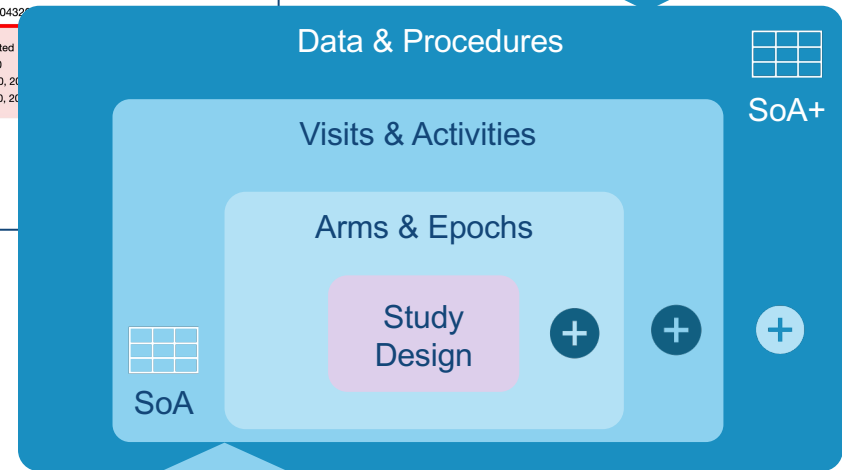 Data & Procedures
SoA+
Visits & Activities
Arms & Epochs
Study
Design
SoA